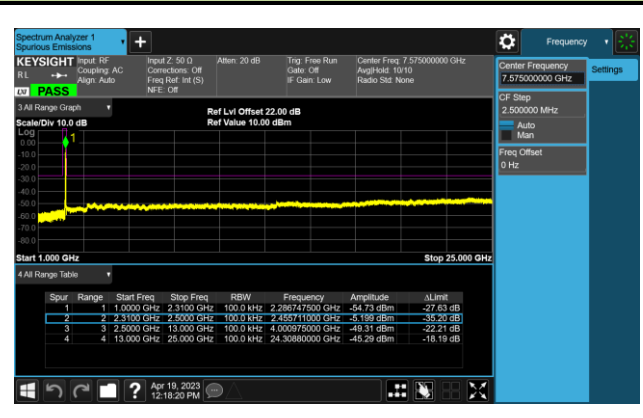 Spectrum Analyzer 1
Spurious Emissions
+
Frequency
KEYSIGHT
RL
LXI
PASS
Input: RF
Coupling: AC
Align: Auto
Input Z: 50 Ω
Corrections: Off
Freq Ref: Int (S)
NFE: Off
Atten: 20 dB
Trig: Free Run
Gate: Off
IF Gain: Low
Center Freq: 7.575000000 GHz
Avg|Hold: 10/10
Radio Std: None
Center Frequency
7.575000000 GHz
Settings
CF Step
2.500000 MHz
Auto
Man
Freq Offset
0 Hz
3 All Range Graph
Scale/Div 10.0 dB
Ref Lvl Offset 22.00 dB
Ref Value 10.00 dBm
Log
1
0.00
-10.0
-20.0
-30.0
-40.0
-50.0
-60.0
-70.0
-80.0
Start 1.000 GHz
Stop 25.000 GHz
4 All Range Table
Spur Range Start Freq Stop Freq RBW Frequency Amplitude ΔLimit
1 1 1.0000 GHz 2.3100 GHz 100.0 kHz 2.286747500 GHz -54.73 dBm -27.63 dB
2 2 2.3100 GHz 2.5000 GHz 100.0 kHz 2.455711000 GHz -5.199 dBm -35.20 dB
3 3 2.5000 GHz 13.000 GHz 100.0 kHz 4.000975000 GHz -49.31 dBm -22.21 dB
4 4 13.000 GHz 25.000 GHz 100.0 kHz 24.30880000 GHz -45.29 dBm -18.19 dB
?
Apr 19, 2023
12:18:20 PM